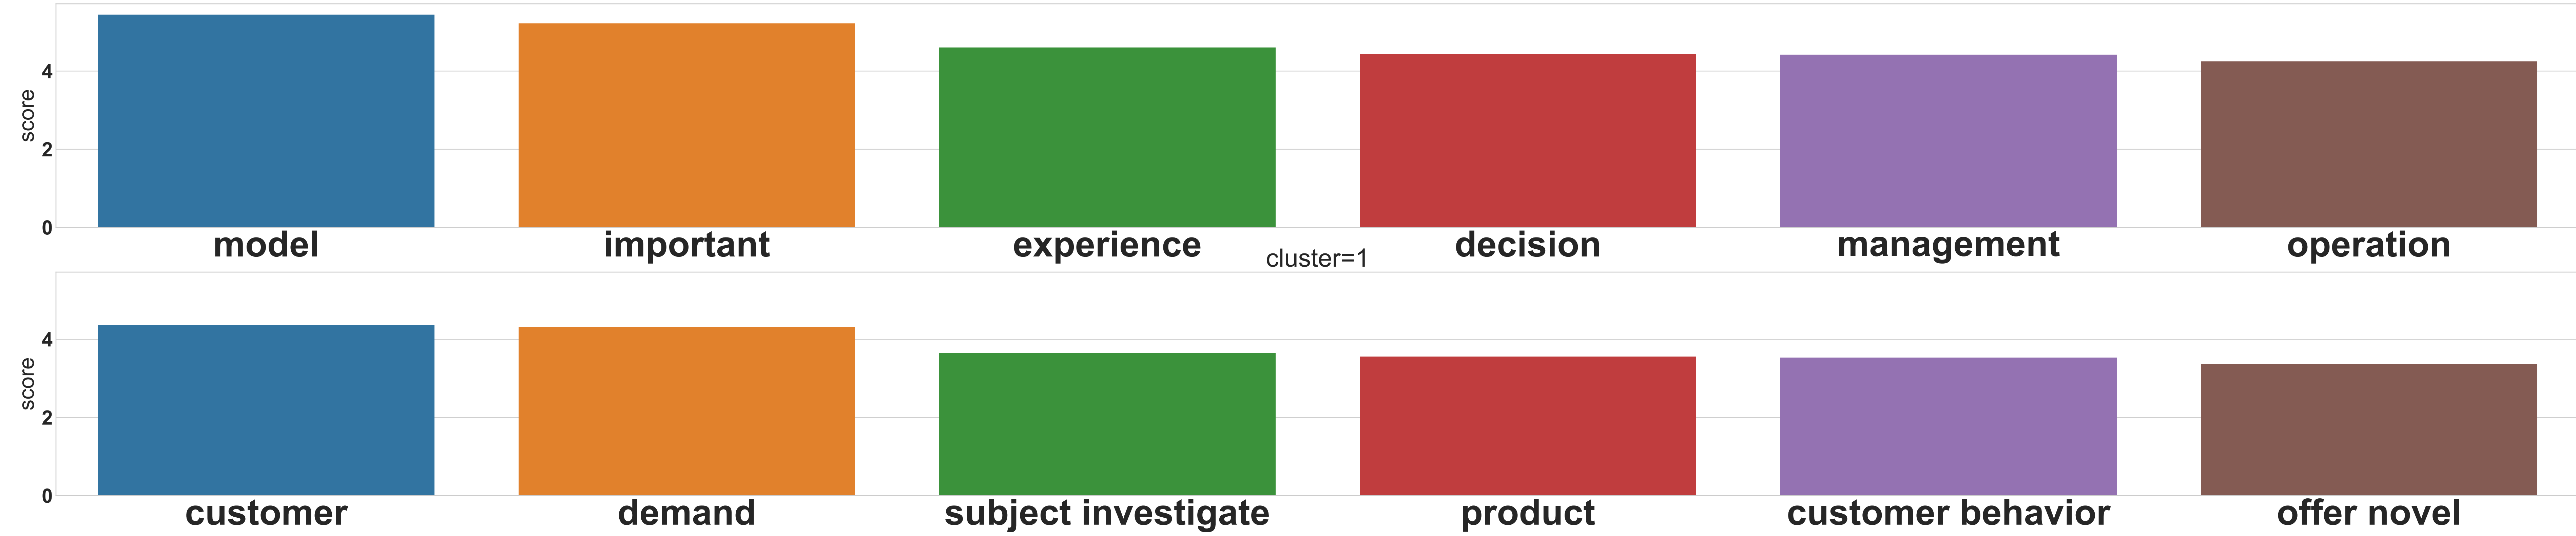 score
4
2
0
model important experience decision management operation
cluster=1
score
4
2
0
customer demand subject investigate product customer behavior offer novel